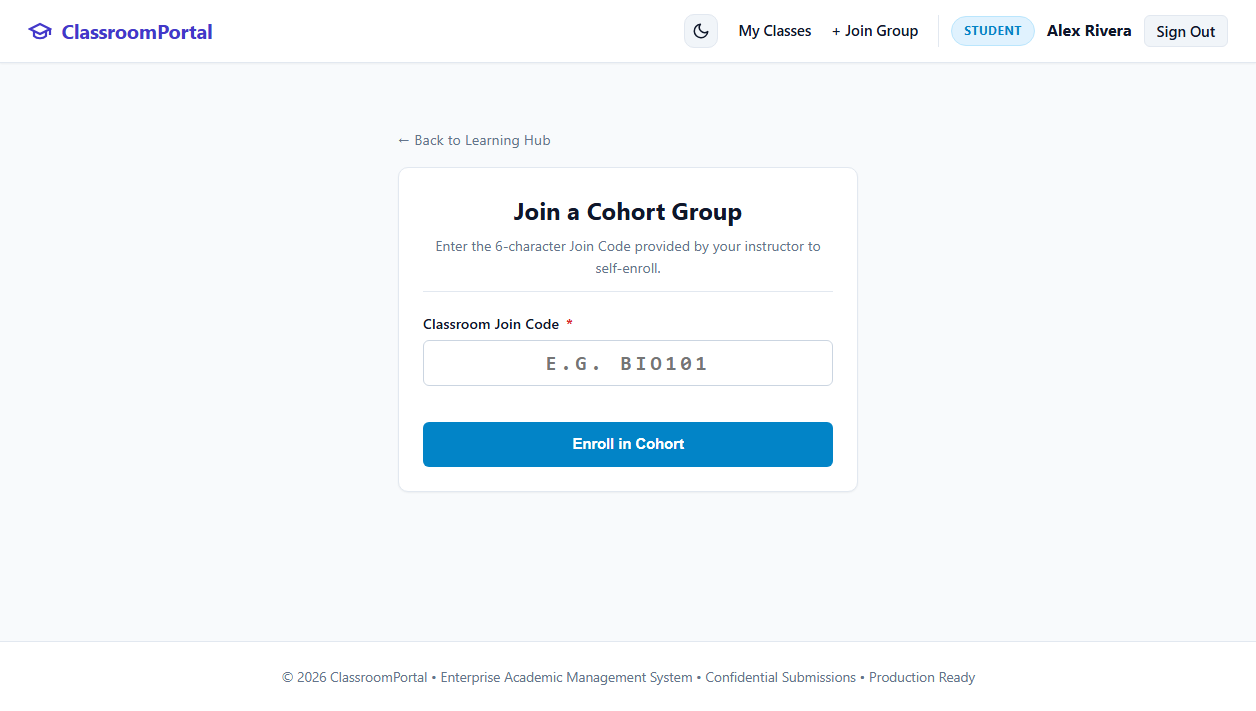 ClassroomPortal
My Classes
+ Join Group
STUDENT
Alex Rivera
Sign Out
← Back to Learning Hub
Join a Cohort Group
Enter the 6-character Join Code provided by your instructor to
self-enroll.
Classroom Join Code *
E.G. BIO101
Enroll in Cohort
© 2026 ClassroomPortal • Enterprise Academic Management System • Confidential Submissions • Production Ready